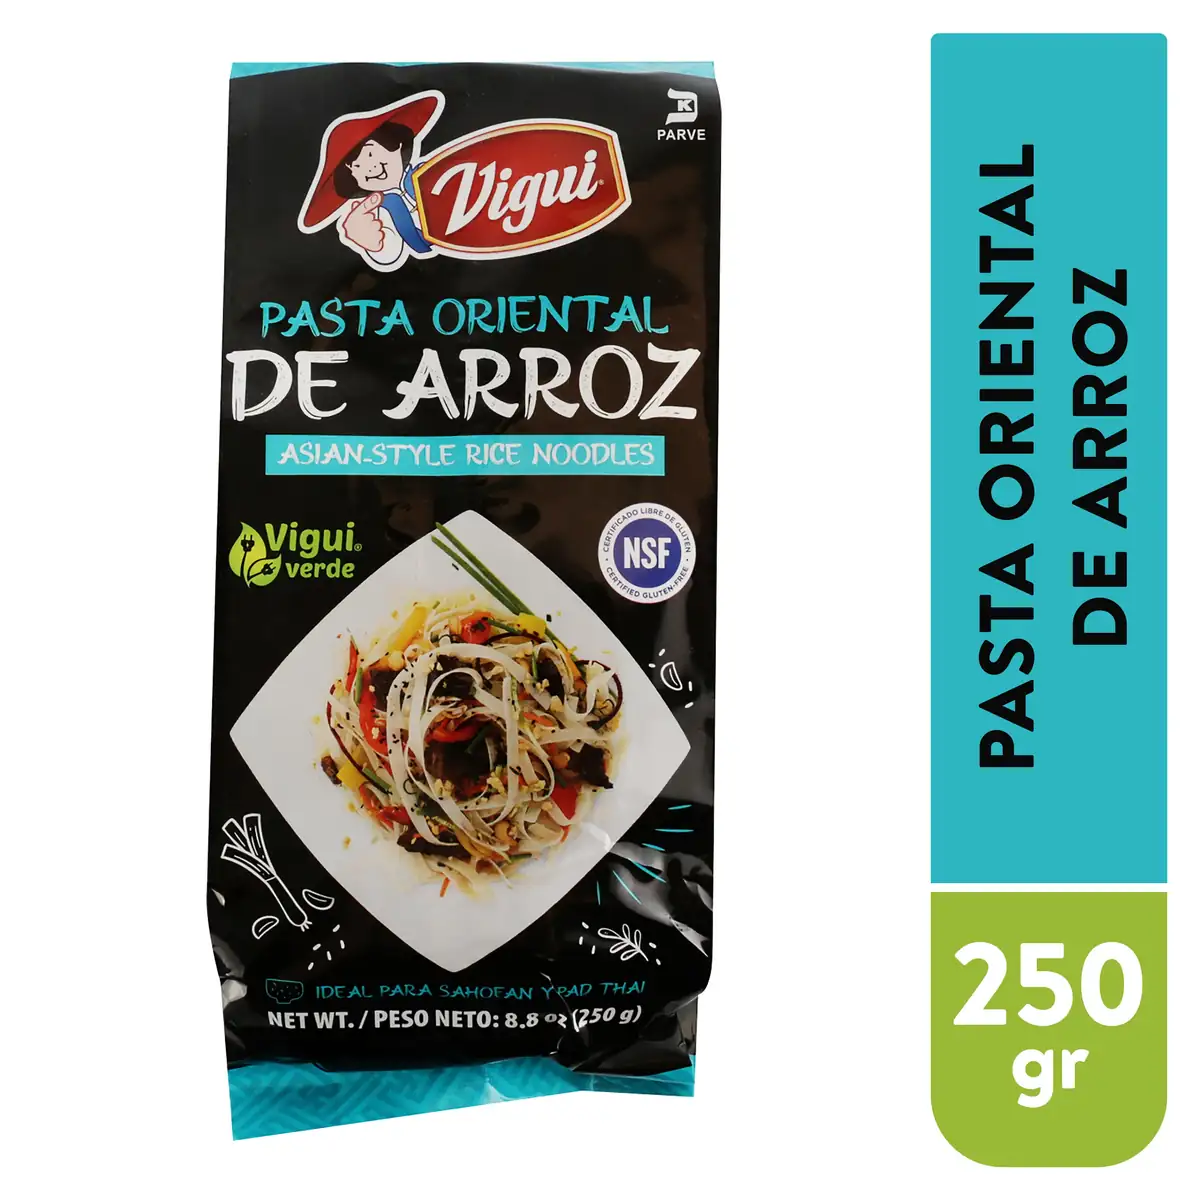 K
PARVE
Vigui®
PASTA ORIENTAL
DE ARROZ
ASIAN-STYLE RICE NOODLES
Vigui®
verde
CERTIFICADO LIBRE DE GLUTEN
NSF
CERTIFIED GLUTEN-FREE
IDEAL PARA SAHOFAN Y PAD THAI
NET WT. / PESO NETO: 8.8 oz (250 g)
PASTA ORIENTAL
DE ARROZ
250
gr